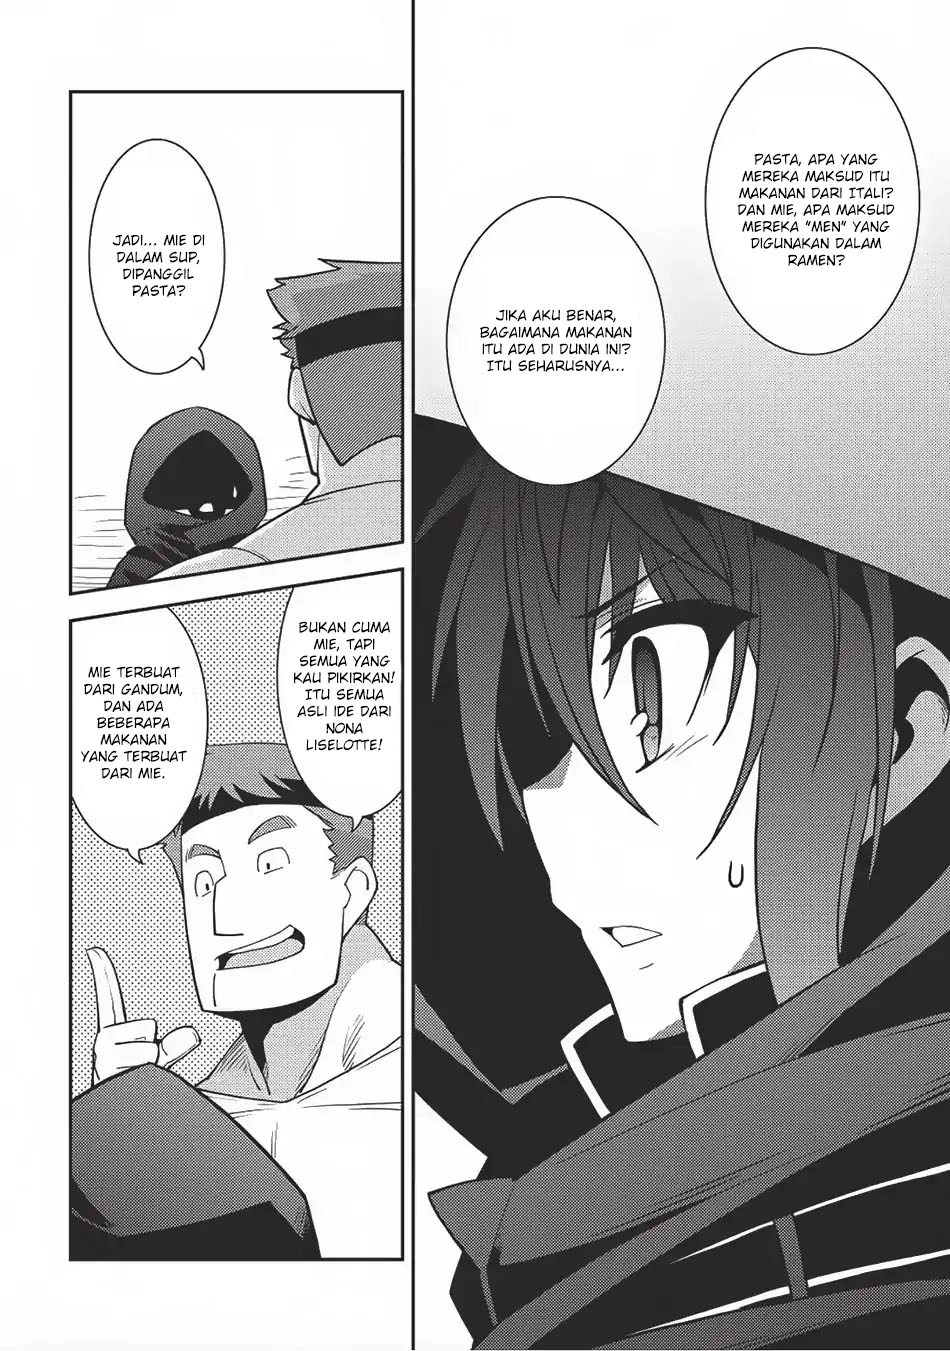 PASTA, APA YANG
MEREKA MAKSUD ITU
MAKANAN DARI ITALI?
DAN MIE, APA MAKSUD
MEREKA "MEN" YANG
DIGUNAKAN DALAM
RAMEN?
JIKA AKU BENAR,
BAGAIMANA MAKANAN
ITU ADA DI DUNIA INI?
ITU SEHARUSNYA...
JADI... MIE DI
DALAM SUP,
DIPANGGIL
PASTA?
BUKAN CUMA
MIE, TAPI
SEMUA YANG
KAU PIKIRKAN!
ITU SEMUA
ASLI IDE DARI
NONA
LISELOTTE!
MIE TERBUAT
DARI GANDUM,
DAN ADA
BEBERAPA
MAKANAN
YANG TERBUAT
DARI MIE.